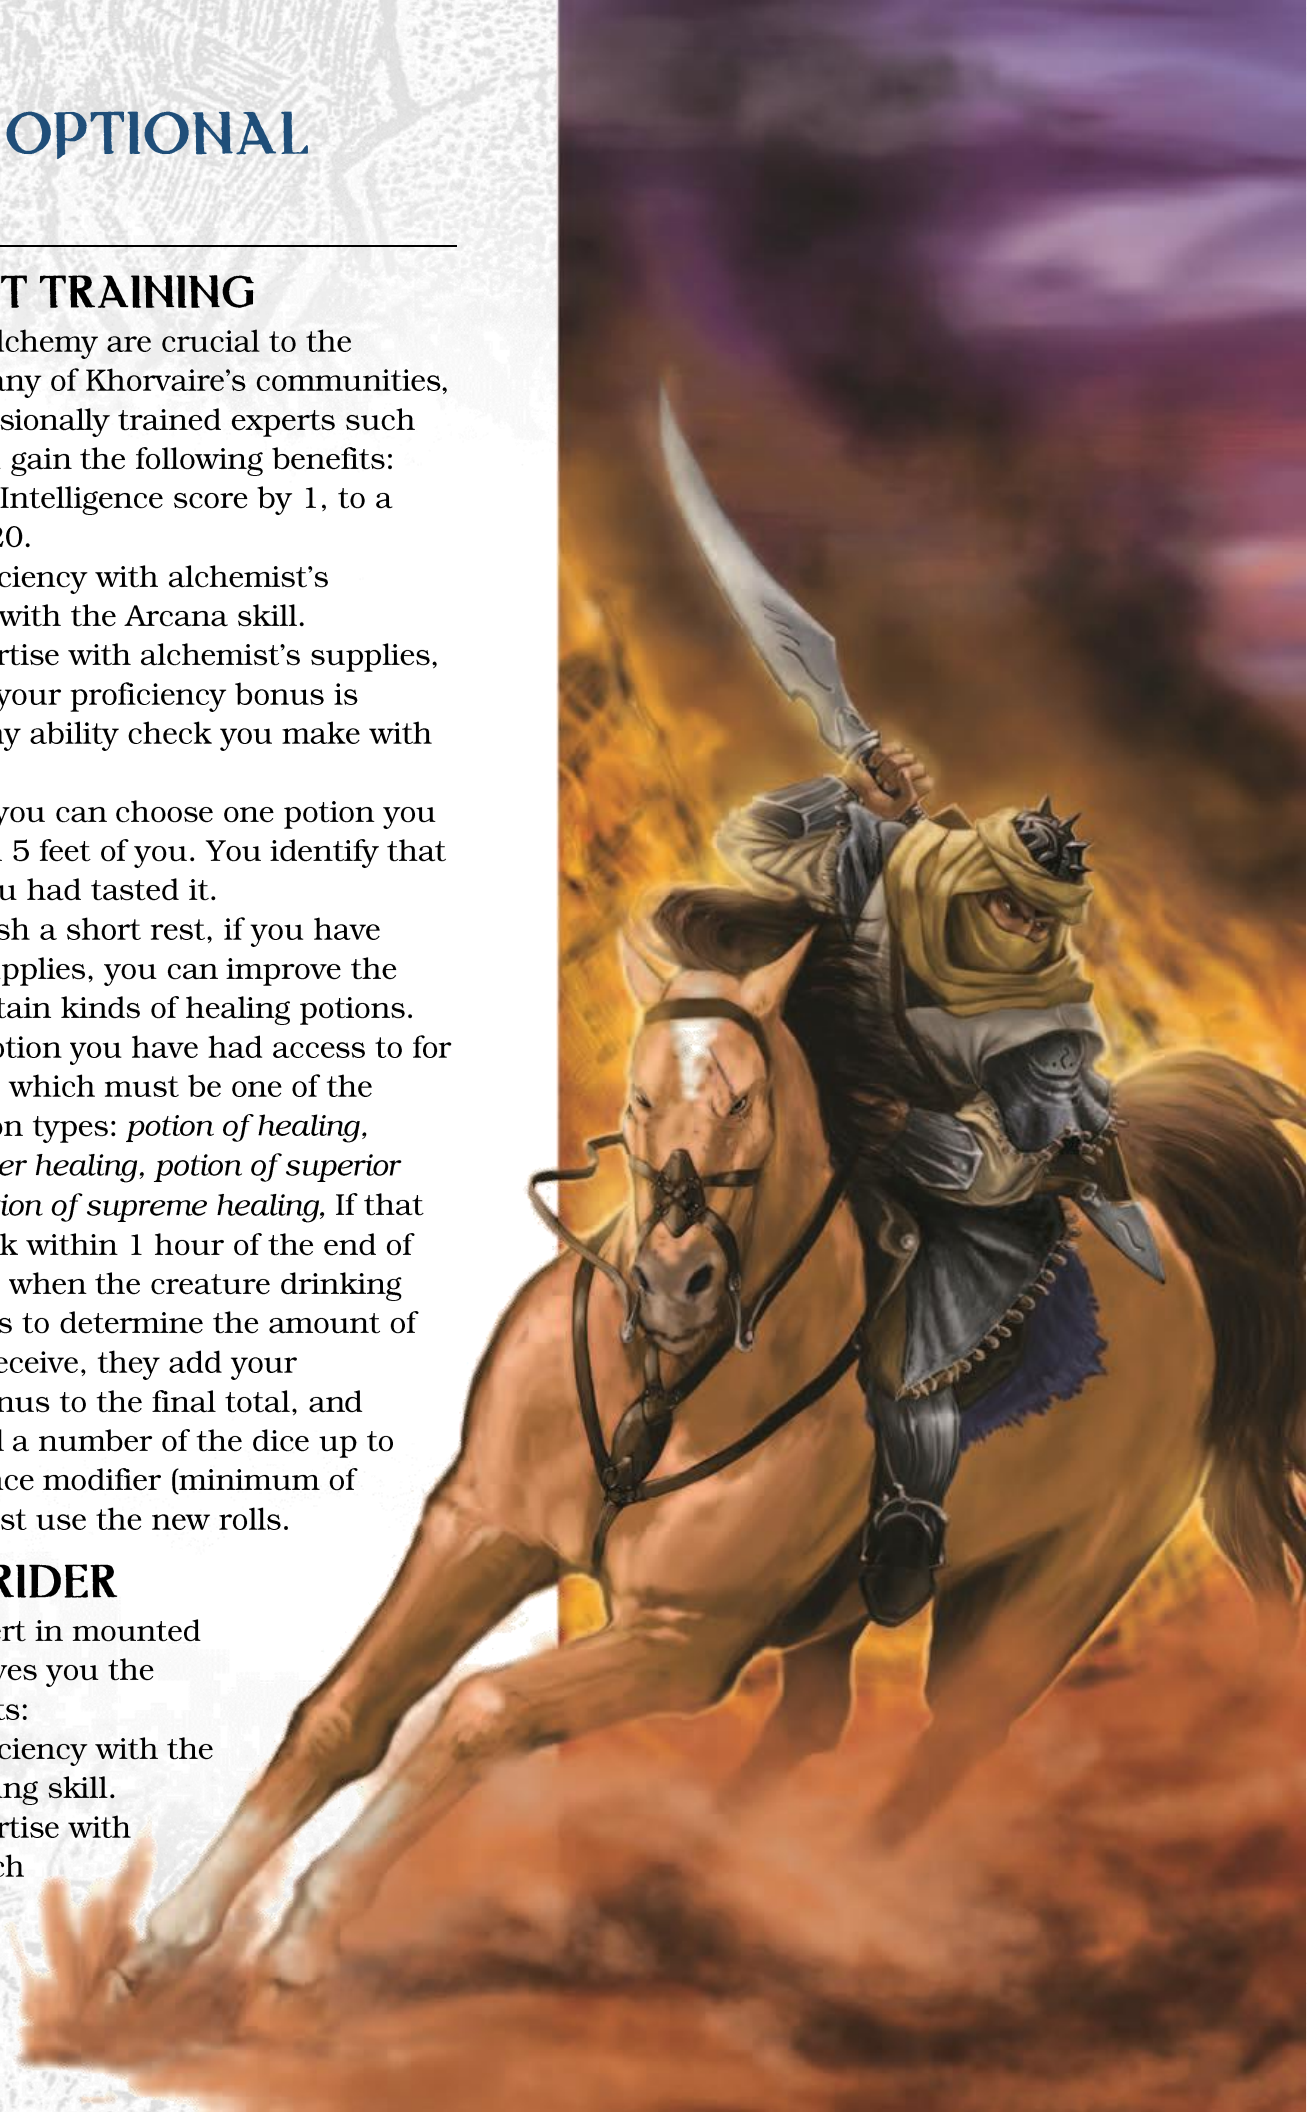 OPTIONAL
T TRAINING
lchemy are crucial to the
any of Khorvaire’s communities,
sionally trained experts such
gain the following benefits:
Intelligence score by 1, to a
20.
ciency with alchemist’s
with the Arcana skill.
rtise with alchemist’s supplies,
your proficiency bonus is
ny ability check you make with
you can choose one potion you
5 feet of you. You identify that
u had tasted it.
sh a short rest, if you have
pplies, you can improve the
tain kinds of healing potions.
otion you have had access to for
which must be one of the
on types: potion of healing,
er healing, potion of superior
tion of supreme healing, If that
k within 1 hour of the end of
when the creature drinking
s to determine the amount of
eceive, they add your
nus to the final total, and
l a number of the dice up to
nce modifier (minimum of
st use the new rolls.
RIDER
ert in mounted
ves you the
ts:
ciency with the
ing skill.
rtise with
ch